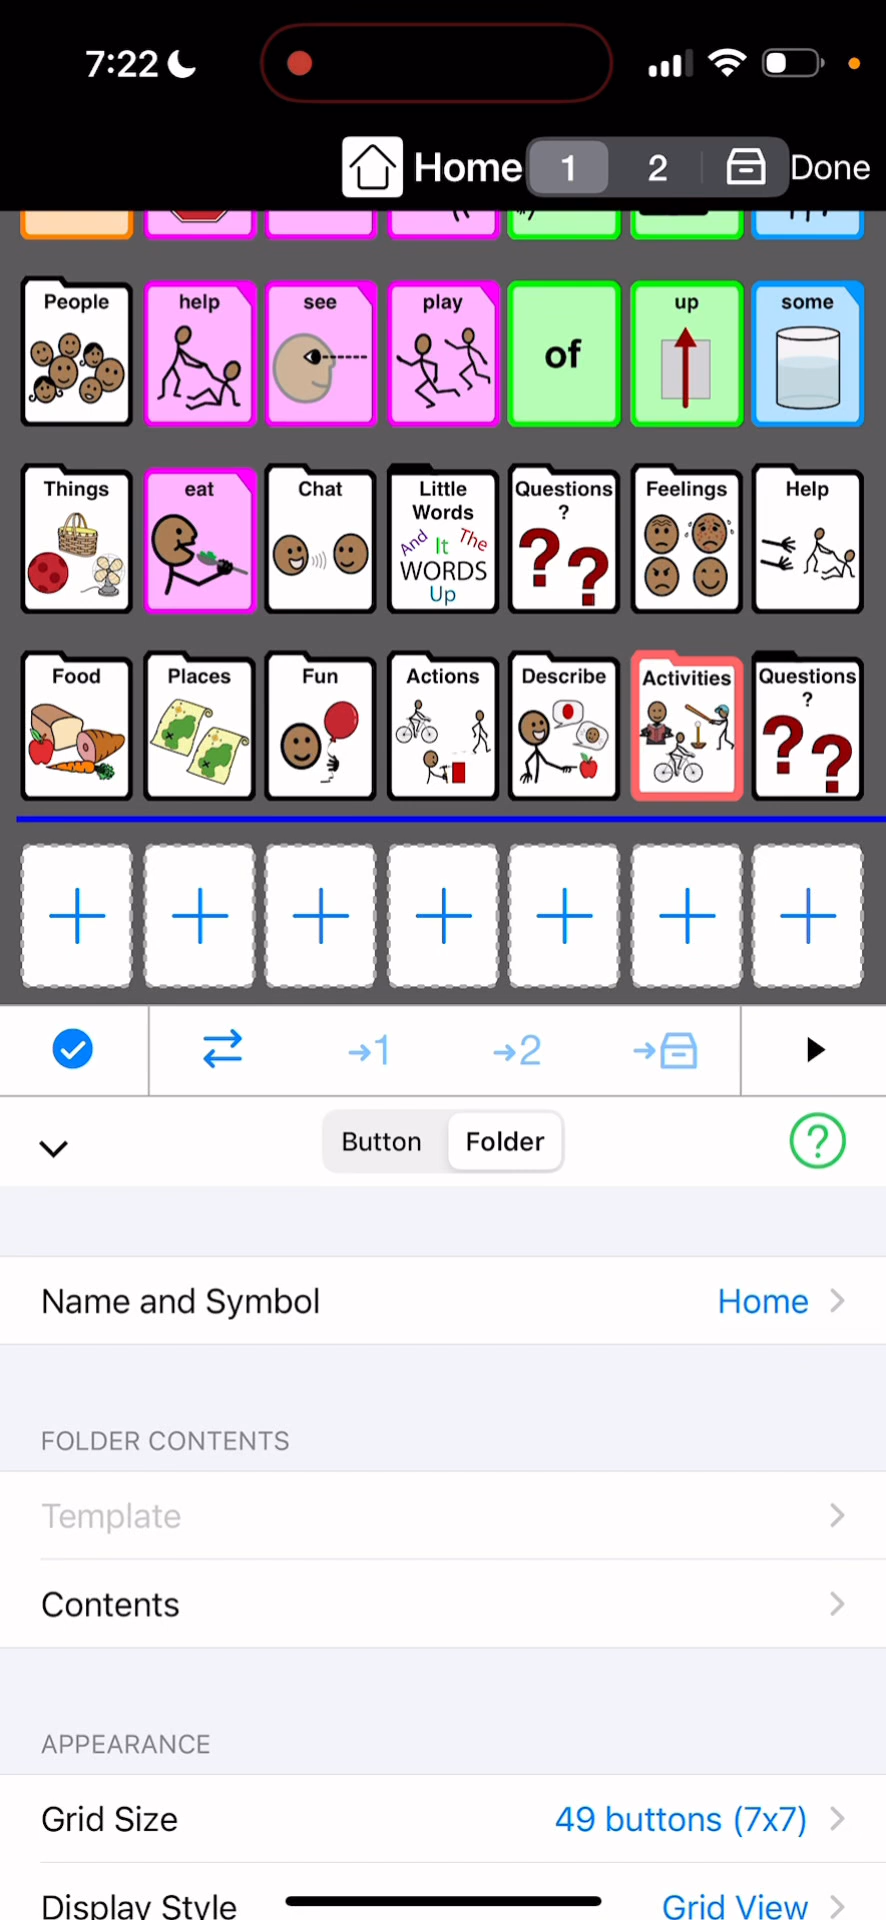 7:22
Home 1 2 Done
People help see play of up some
Things eat Chat Little Words Questions ? Feelings Help
And It The
WORDS
Up
Food Places Fun Actions Describe Activities Questions ?
1 2
Button Folder
Name and Symbol Home
FOLDER CONTENTS
Template
Contents
APPEARANCE
Grid Size 49 buttons (7x7)
Display Style Grid View